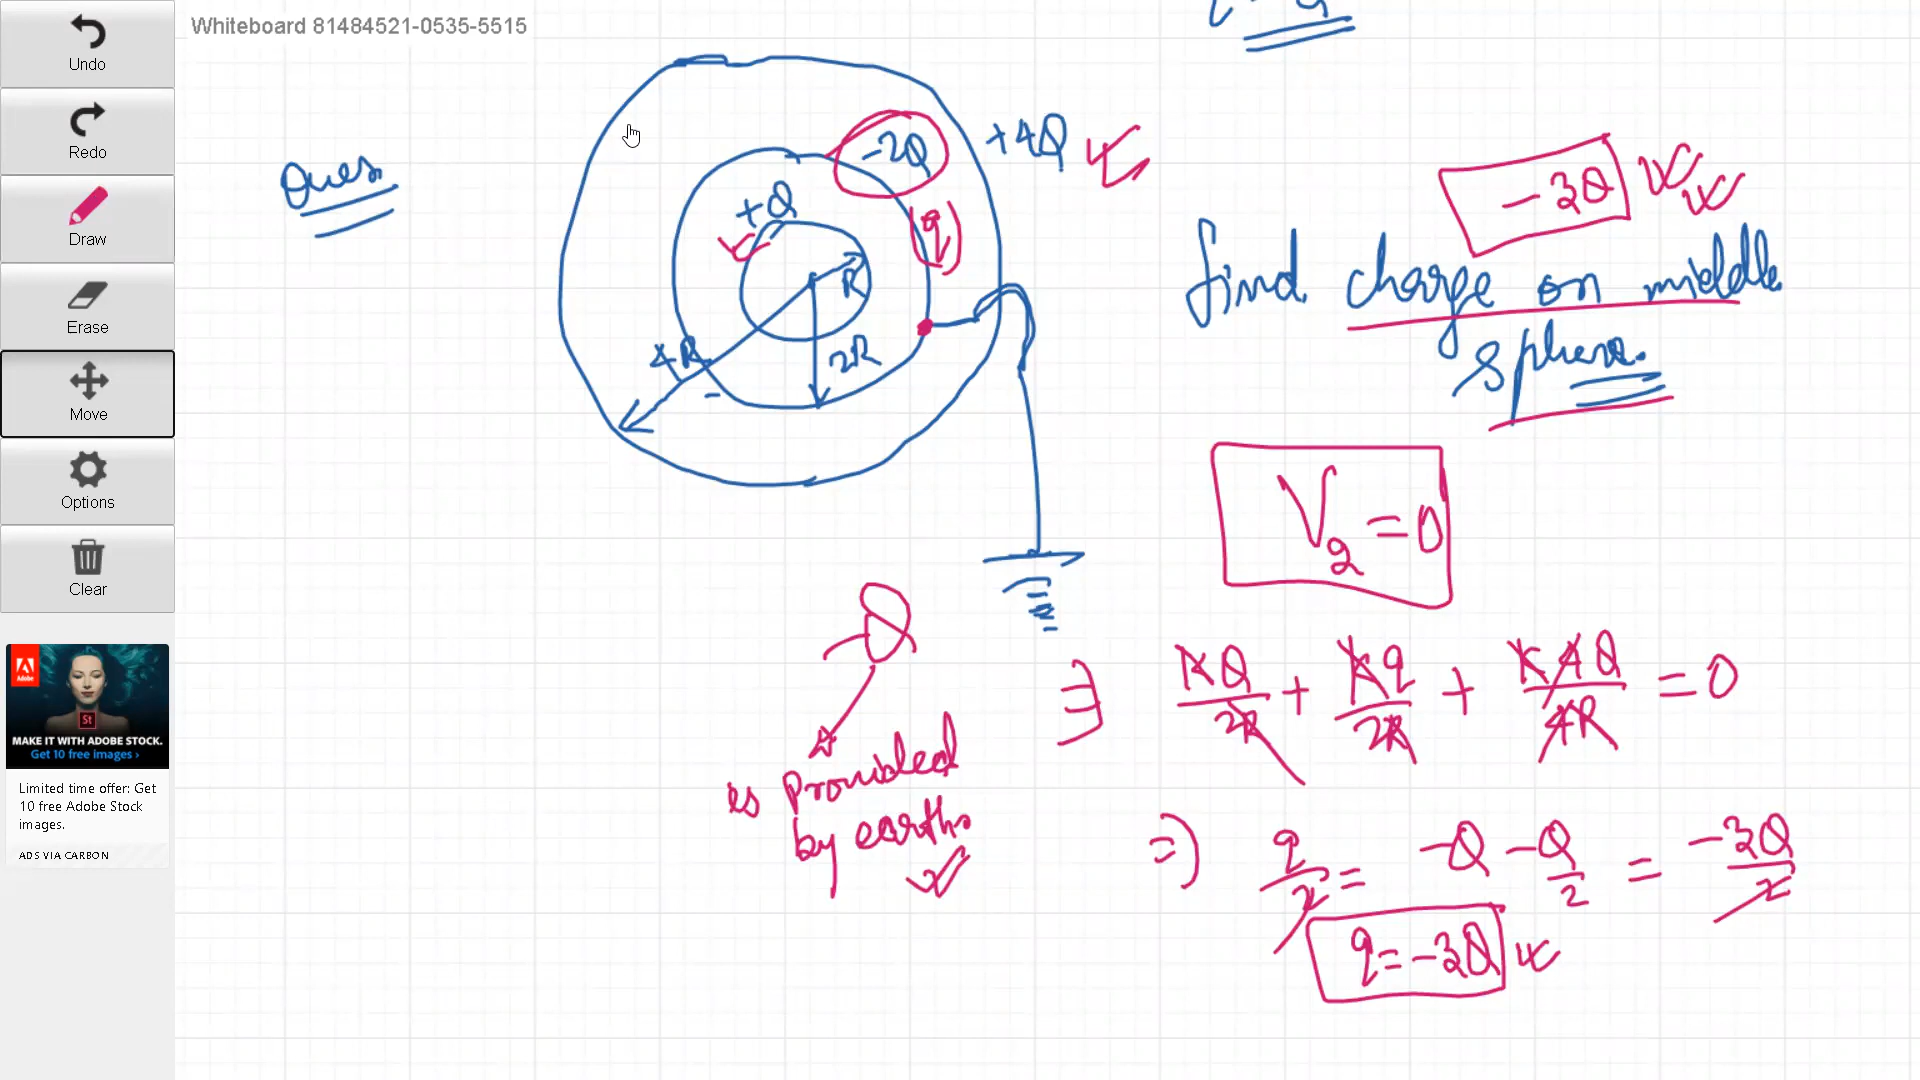 Undo
Whiteboard 81484521-0535-5515
Redo
Draw
Erase
Move
Options
Clear
MAKE IT WITH ADOBE STOCK.
Get 10 free images ›
Adobe
St
Limited time offer: Get
10 free Adobe Stock
images.
ADS VIA CARBON
Ques
+4Q
-2Q
+Q
q
R
2R
4R
-3Q
find charge on middle
sphere.
V2 = 0
⇒ KQ/2R + Kq/2R + K4Q/4R = 0
⇒ q/2 = -Q - Q/2 = -3Q/2
q = -3Q
-Q
is Provided
by earth